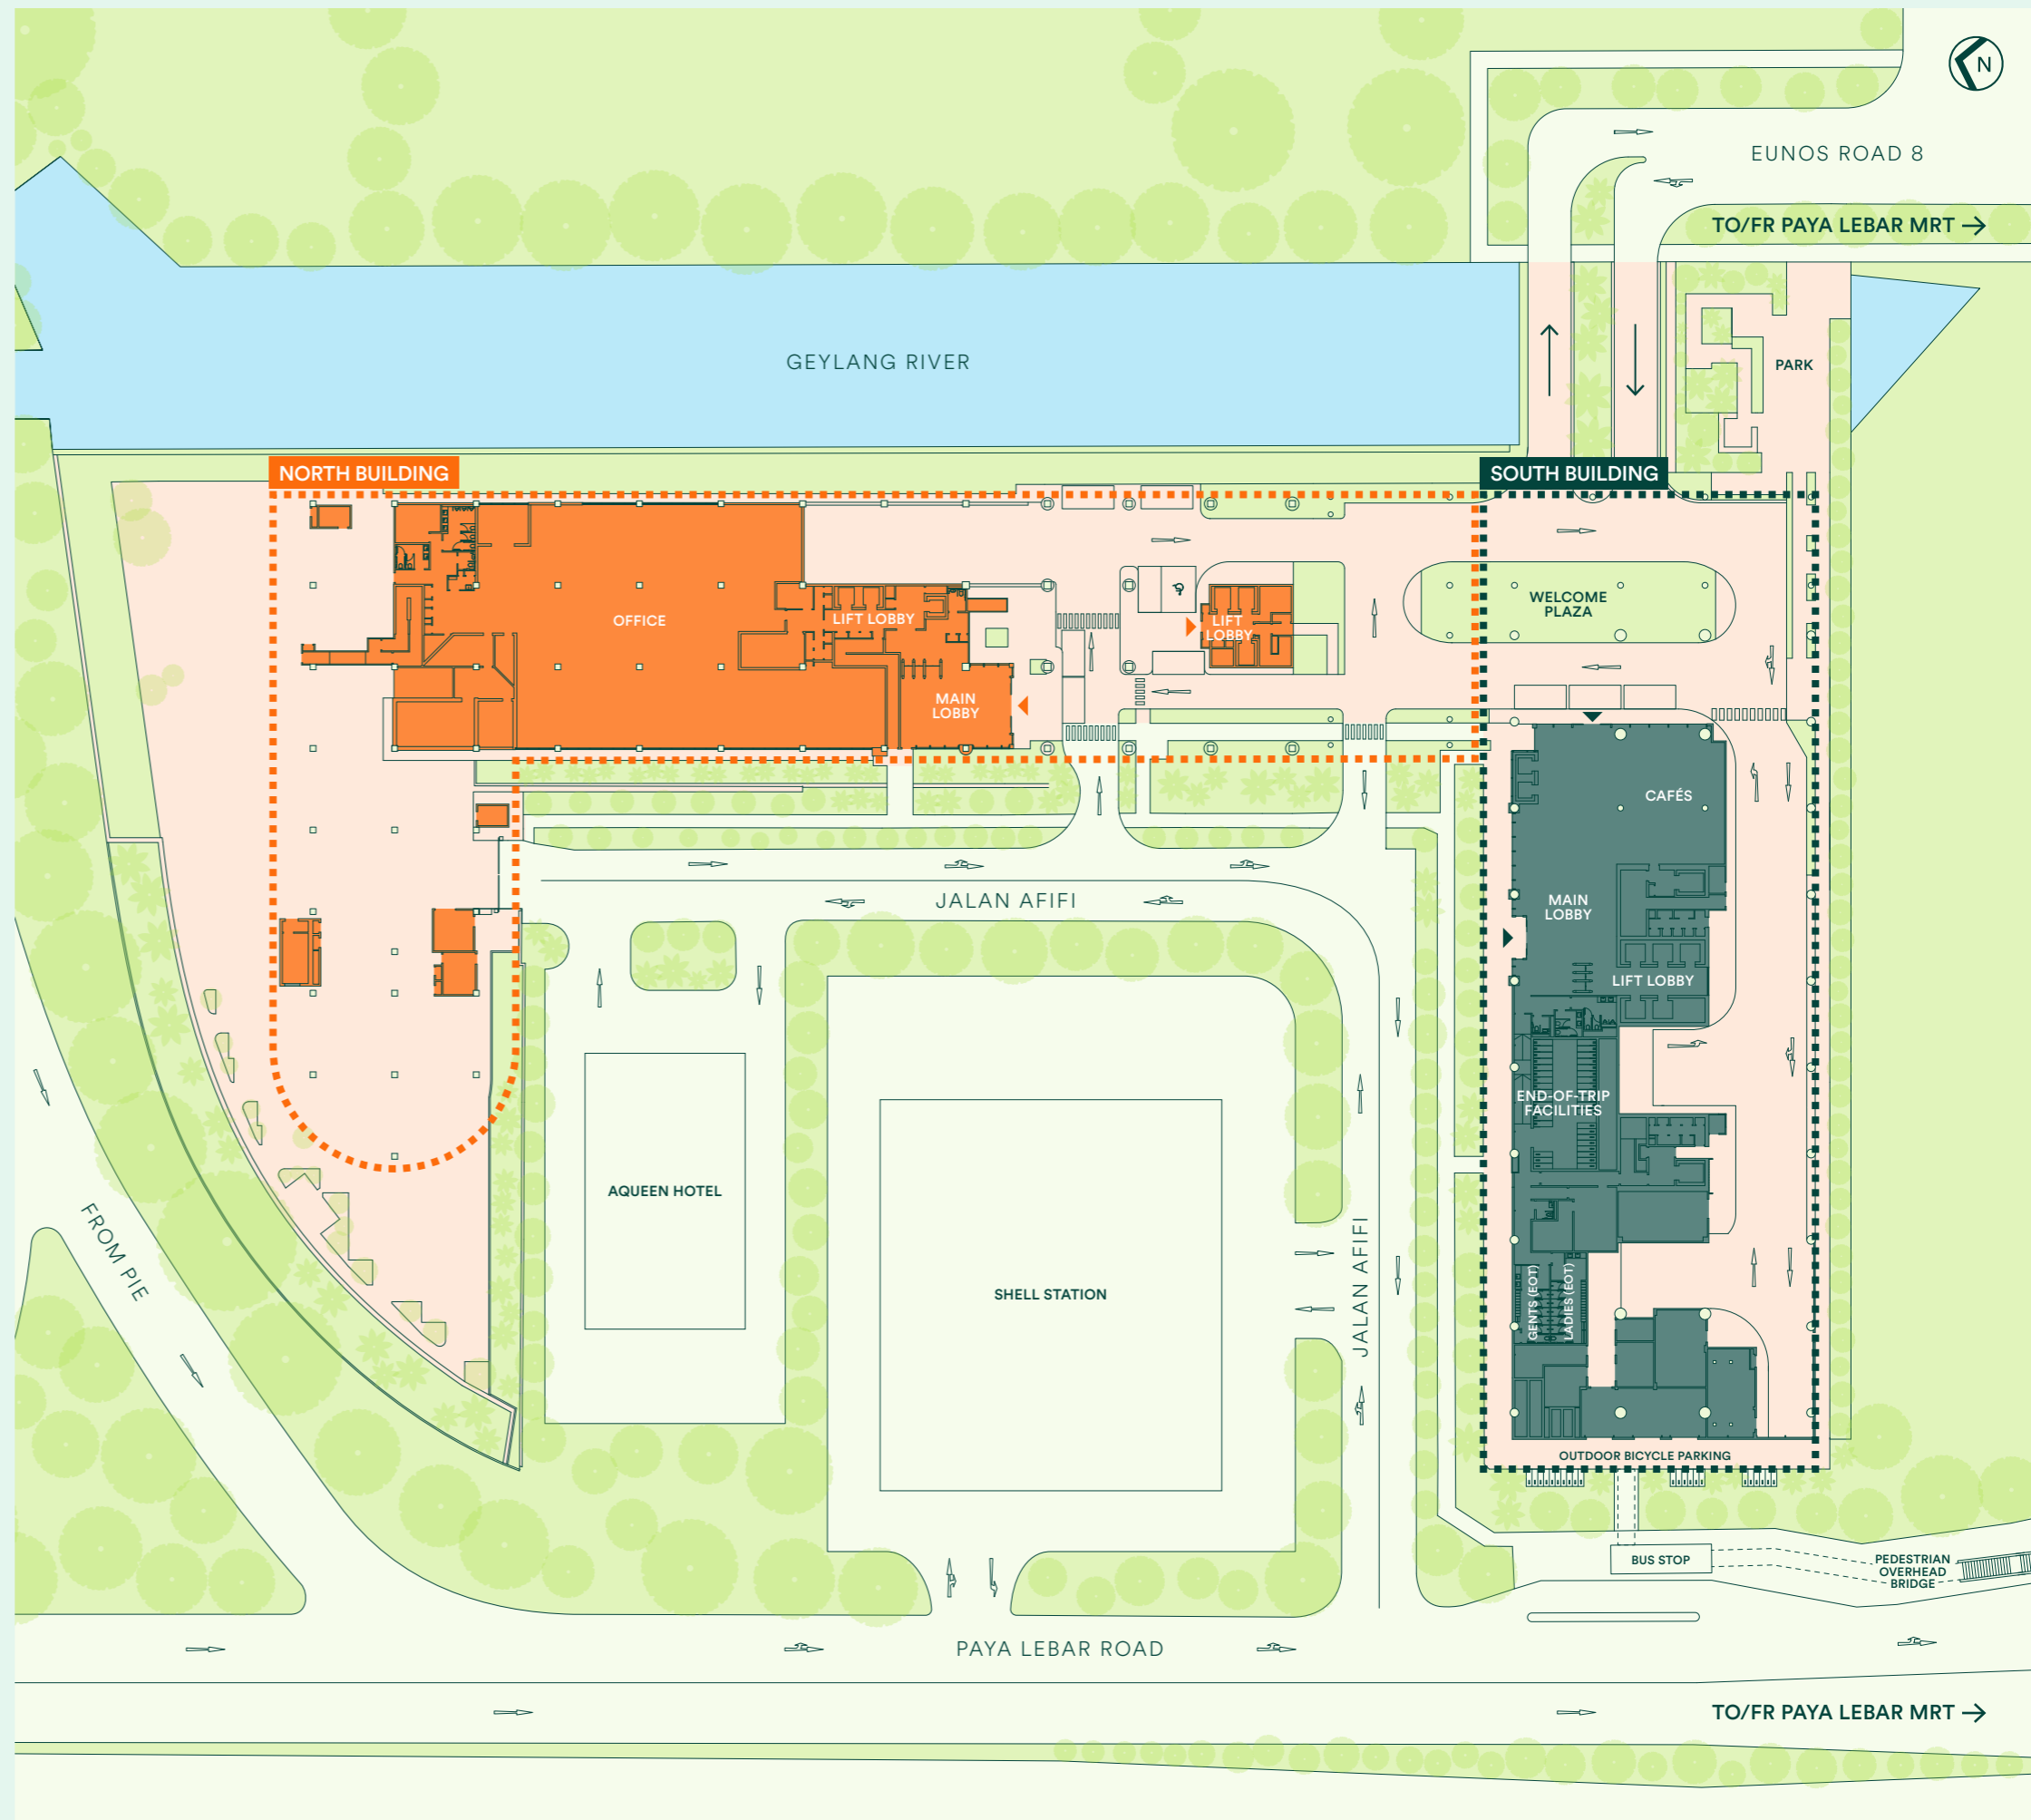 N
EUNOS ROAD 8
TO/FR PAYA LEBAR MRT →
GEYLANG RIVER
PARK
NORTH BUILDING
SOUTH BUILDING
OFFICE
LIFT LOBBY
LIFT
LOBBY
MAIN
LOBBY
WELCOME
PLAZA
CAFÉS
MAIN
LOBBY
LIFT LOBBY
JALAN AFIFI
END-OF-TRIP
FACILITIES
AQUEEN HOTEL
SHELL STATION
JALAN AFIFI
GENTS (EOT)
LADIES (EOT)
FROM PIE
OUTDOOR BICYCLE PARKING
BUS STOP
PEDESTRIAN
OVERHEAD
BRIDGE
PAYA LEBAR ROAD
TO/FR PAYA LEBAR MRT →